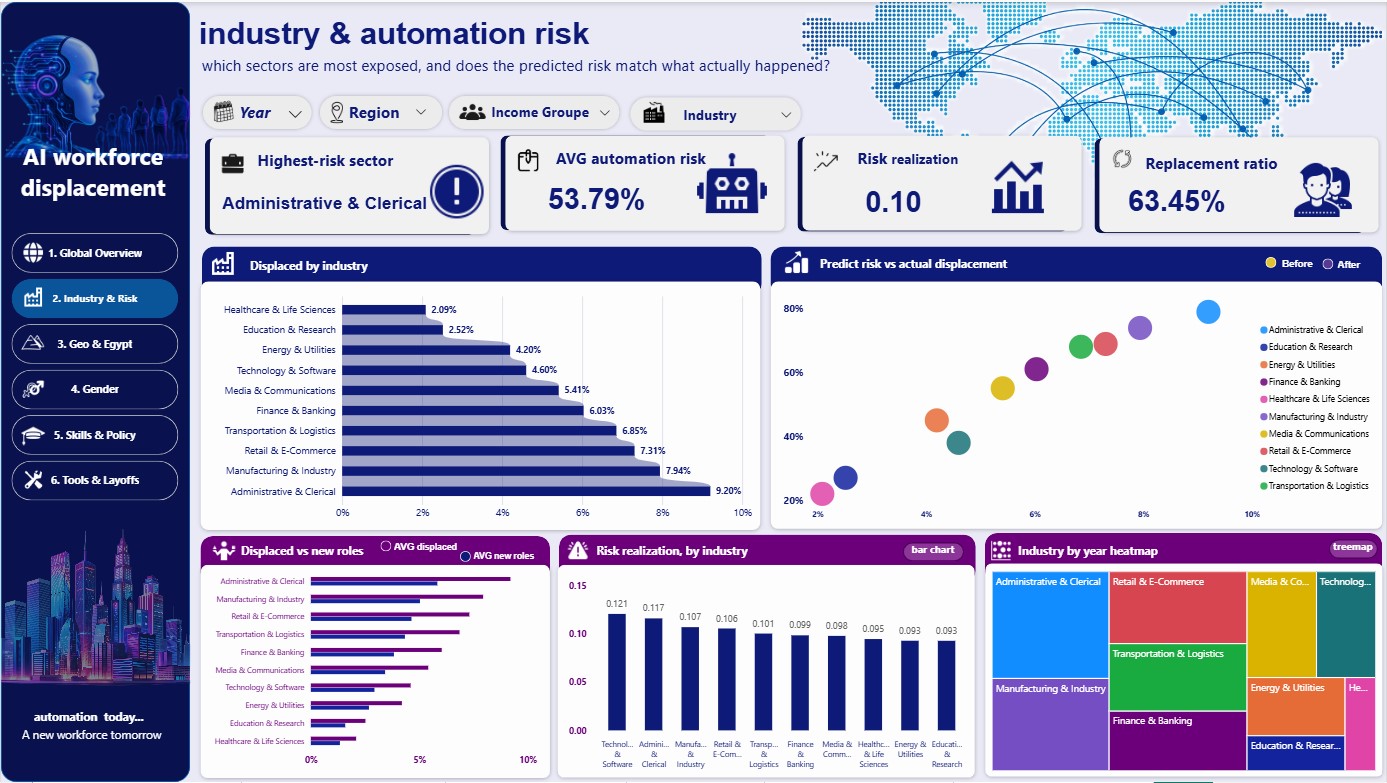 industry & automation risk
which sectors are most exposed, and does the predicted risk match what actually happened?
Year
Region
Income Groupe
Industry
AI workforce
displacement
1. Global Overview
2. Industry & Risk
3. Geo & Egypt
4. Gender
5. Skills & Policy
6. Tools & Layoffs
automation today...
A new workforce tomorrow
Highest-risk sector
Administrative & Clerical
AVG automation risk
53.79%
Risk realization
0.10
Replacement ratio
63.45%
Displaced by industry
Healthcare & Life Sciences 2.09%
Education & Research 2.52%
Energy & Utilities 4.20%
Technology & Software 4.60%
Media & Communications 5.41%
Finance & Banking 6.03%
Transportation & Logistics 6.85%
Retail & E-Commerce 7.31%
Manufacturing & Industry 7.94%
Administrative & Clerical 9.20%
0% 2% 4% 6% 8% 10%
Predict risk vs actual displacement
Before After
80%
60%
40%
20%
2% 4% 6% 8% 10%
Administrative & Clerical
Education & Research
Energy & Utilities
Finance & Banking
Healthcare & Life Sciences
Manufacturing & Industry
Media & Communications
Retail & E-Commerce
Technology & Software
Transportation & Logistics
Displaced vs new roles
AVG displaced
AVG new roles
Administrative & Clerical
Manufacturing & Industry
Retail & E-Commerce
Transportation & Logistics
Finance & Banking
Media & Communications
Technology & Software
Energy & Utilities
Education & Research
Healthcare & Life Sciences
0% 5% 10%
Risk realization, by industry
bar chart
0.15
0.10
0.05
0.00
0.121 0.117 0.107 0.106 0.101 0.099 0.098 0.095 0.093 0.093
Technol... Admini... Manufa... Retail & Transp... Finance Media & Healthc... Energy & Educati...
& & & E-Com... & & Comm... & Life Utilities &
Software Clerical Industry Logistics Banking Sciences Research
Industry by year heatmap
treemap
Administrative & Clerical
Manufacturing & Industry
Retail & E-Commerce
Transportation & Logistics
Finance & Banking
Media & Co...
Technolog...
Energy & Utilities
Education & Resear...
He...